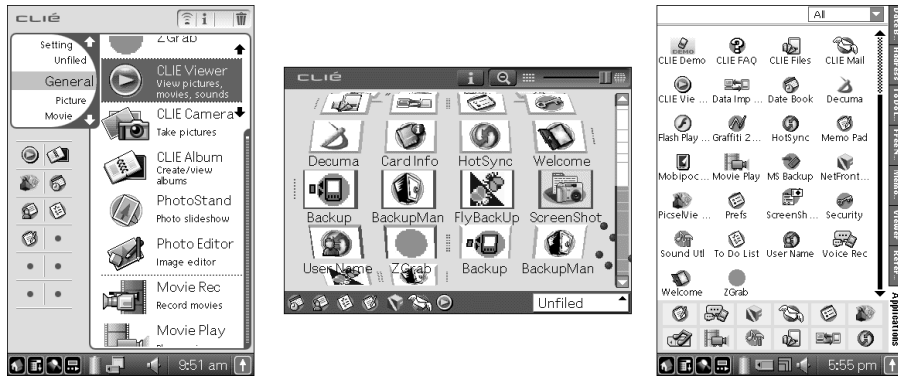 CLIÉ
i
Setting
Unfiled
General
Picture
Movie
ZGrab
CLIE Viewer
View pictures,
movies, sounds
CLIE Camera
Take pictures
CLIE Album
Create/view
albums
PhotoStand
Photo slideshow
Photo Editor
Image editor
Movie Rec
Record movies
Movie Play
9:51 am
CLIÉ
i
Decuma Card Info HotSync Welcome
Backup BackupMan FlyBackUp ScreenShot
User Name ZGrab Backup BackupMan
Unfiled
All
DEMO
CLIE Demo CLIE FAQ CLIE Files CLIE Mail
CLIE Vie ... Data Imp ... Date Book Decuma
Flash Play ... Graffiti 2 ... HotSync Memo Pad
Mobipoc... Movie Play MS Backup NetFront...
PicselVie ... Prefs ScreenSh ... Security
Sound Utl To Do List User Name Voice Rec
Welcome ZGrab
Address
Viewer
Applications
5:55 pm